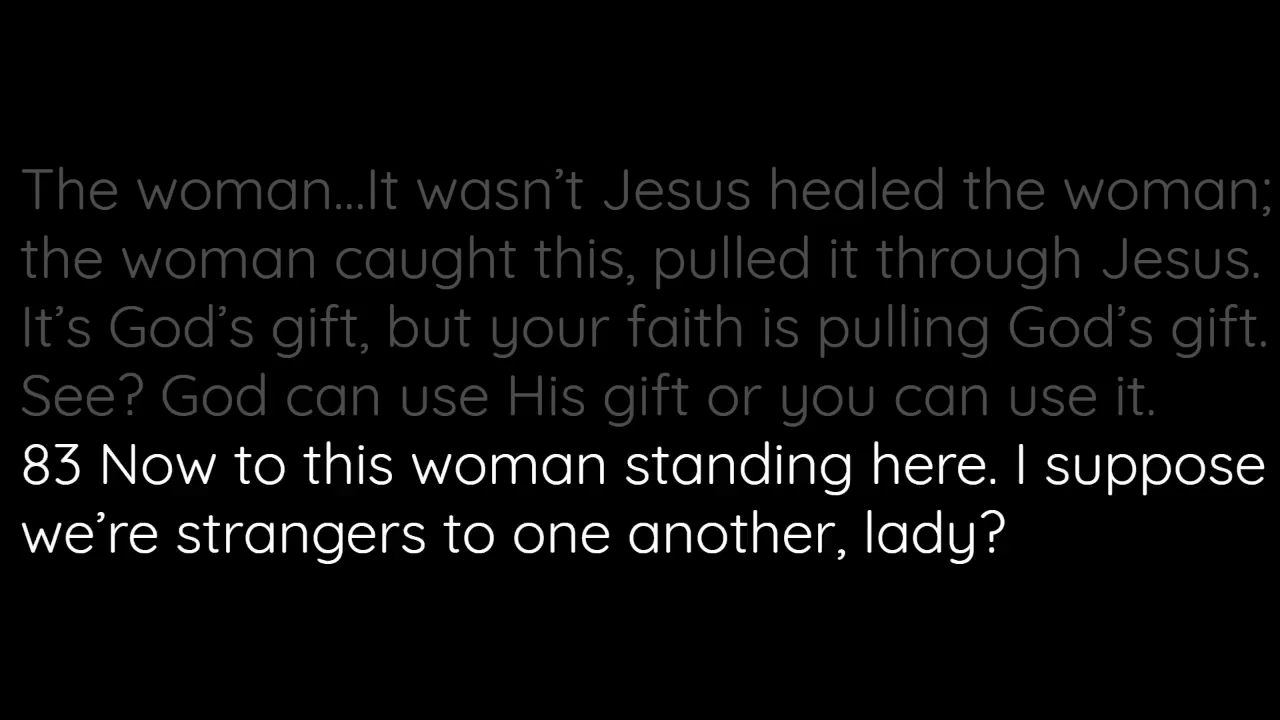 The woman...It wasn’t Jesus healed the woman;
the woman caught this, pulled it through Jesus.
It’s God’s gift, but your faith is pulling God’s gift.
See? God can use His gift or you can use it.
83 Now to this woman standing here. I suppose
we’re strangers to one another, lady?